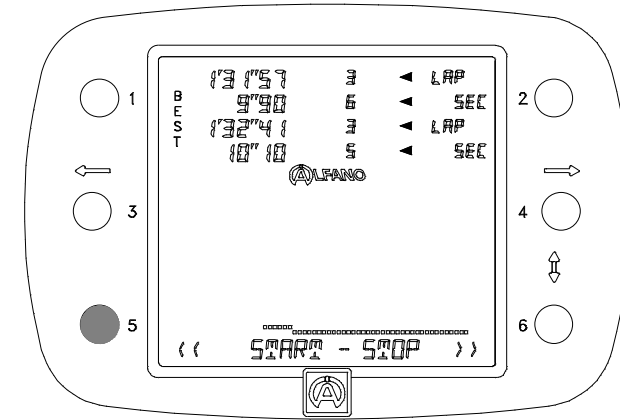 1'31"57 3 ◄ LAP
9"90 6 ◄ SEC
1'32"41 3 ◄ LAP
10"10 5 ◄ SEC
BEST
ALFANO
<< START - STOP >>
1
2
3
4
5
6